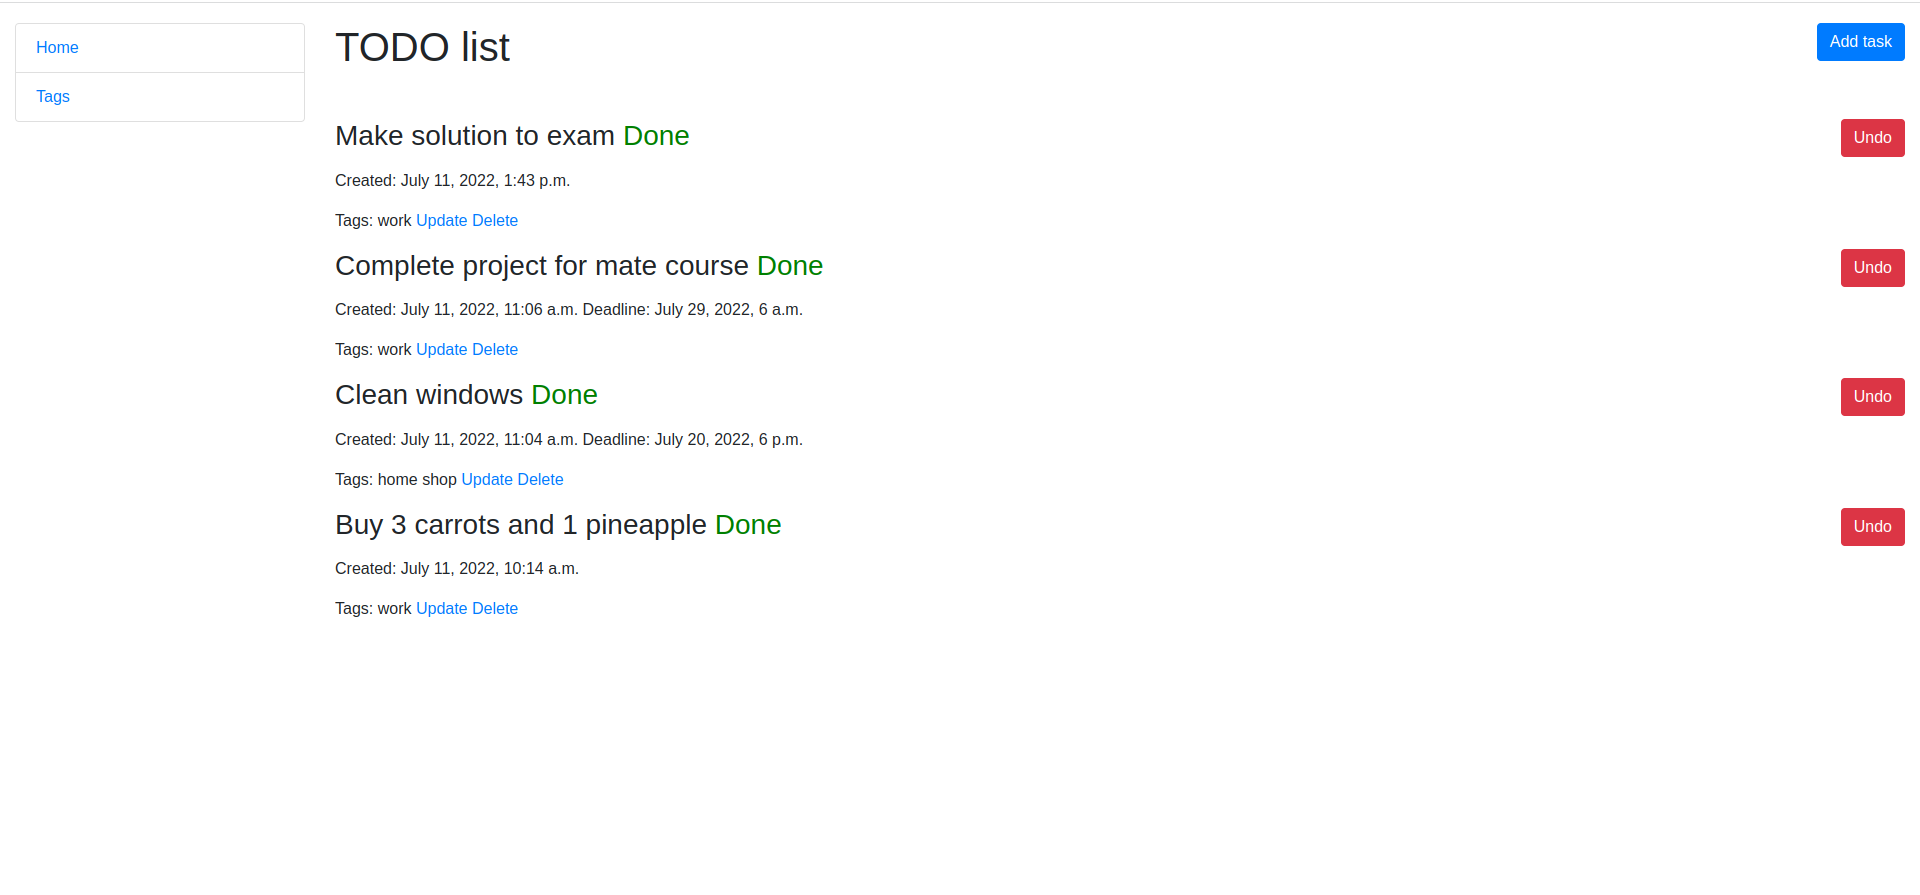 Home
Tags
TODO list
Add task
Make solution to exam Done
Undo
Created: July 11, 2022, 1:43 p.m.
Tags: work Update Delete
Complete project for mate course Done
Undo
Created: July 11, 2022, 11:06 a.m. Deadline: July 29, 2022, 6 a.m.
Tags: work Update Delete
Clean windows Done
Undo
Created: July 11, 2022, 11:04 a.m. Deadline: July 20, 2022, 6 p.m.
Tags: home shop Update Delete
Buy 3 carrots and 1 pineapple Done
Undo
Created: July 11, 2022, 10:14 a.m.
Tags: work Update Delete